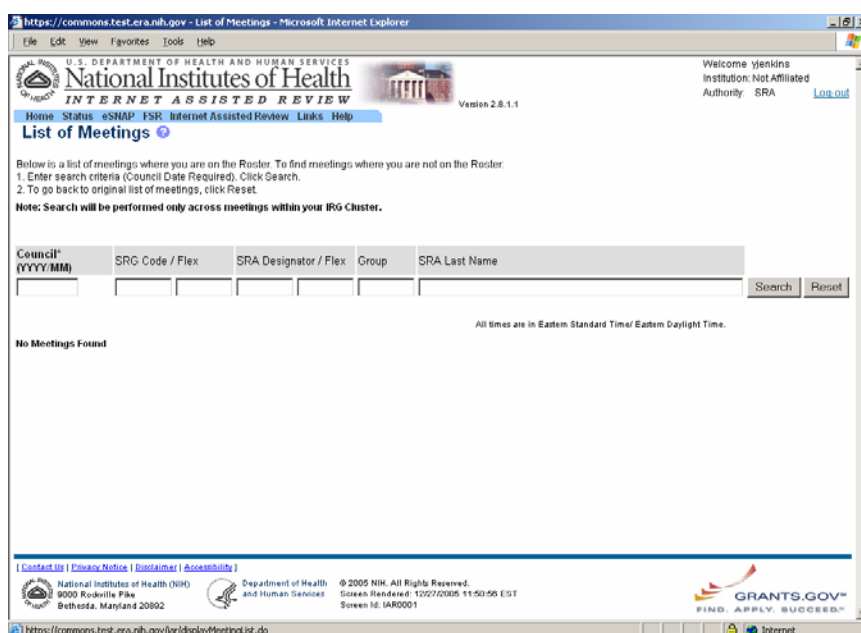 https://commons.test.era.nih.gov - List of Meetings - Microsoft Internet Explorer
File Edit View Favorites Tools Help
U.S. DEPARTMENT OF HEALTH AND HUMAN SERVICES
National Institutes of Health
INTERNET ASSISTED REVIEW
Version 2.8.1.1
Welcome yjenkins
Institution: Not Affiliated
Authority: SRA Log-out
Home Status eSNAP FSR Internet Assisted Review Links Help
List of Meetings ?
Below is a list of meetings where you are on the Roster. To find meetings where you are not on the Roster:
1. Enter search criteria (Council Date Required). Click Search.
2. To go back to original list of meetings, click Reset.
Note: Search will be performed only across meetings within your IRG Cluster.
Council* (YYYY/MM) SRG Code / Flex SRA Designator / Flex Group SRA Last Name
Search Reset
All times are in Eastern Standard Time/ Eastern Daylight Time.
No Meetings Found
[ Contact Us | Privacy Notice | Disclaimer | Accessibility ]
National Institutes of Health (NIH)
9000 Rockville Pike
Bethesda, Maryland 20892
Department of Health
and Human Services
© 2005 NIH. All Rights Reserved.
Screen Rendered: 12/27/2005 11:50:56 EST
Screen Id: IAR0001
GRANTS.GOV℠
FIND. APPLY. SUCCEED.℠
https://commons.test.era.nih.gov/iar/displayMeetingList.do
Internet